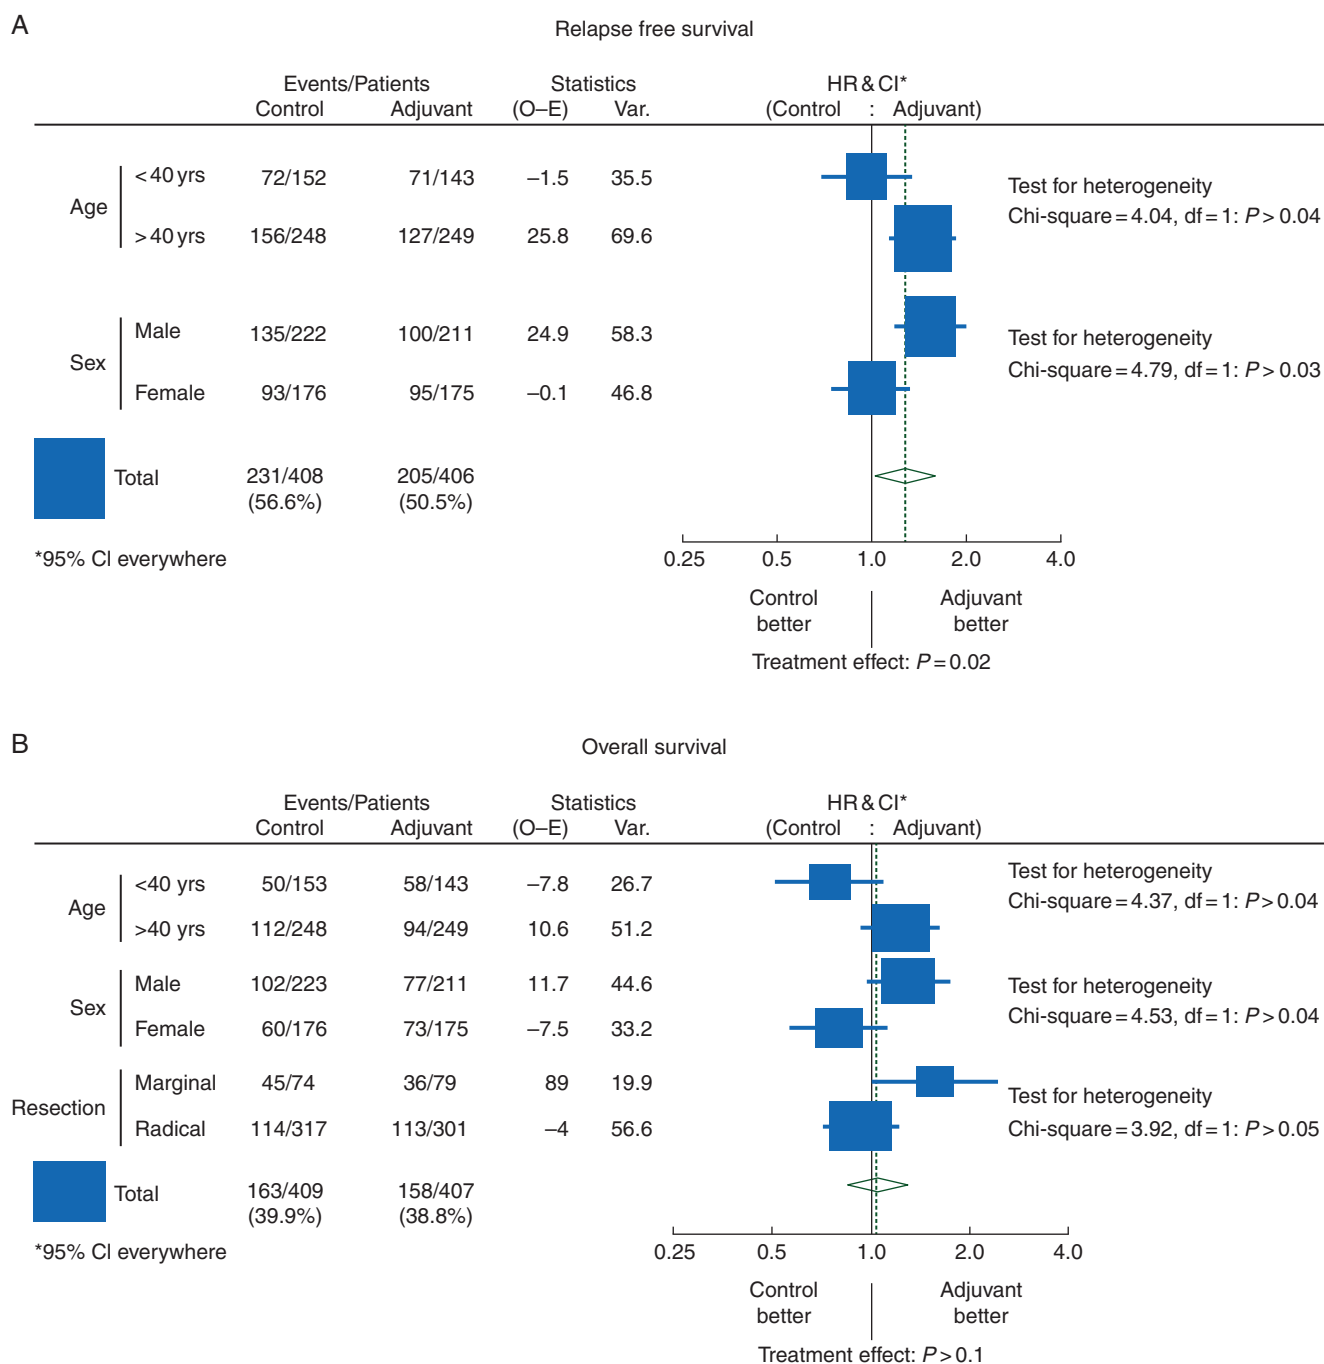 A
Relapse free survival
Events/Patients Statistics HR & CI*
Control Adjuvant (O–E) Var. (Control : Adjuvant)
Age
<40 yrs 72/152 71/143 –1.5 35.5
>40 yrs 156/248 127/249 25.8 69.6
Test for heterogeneity
Chi-square = 4.04, df = 1: P > 0.04
Sex
Male 135/222 100/211 24.9 58.3
Female 93/176 95/175 –0.1 46.8
Test for heterogeneity
Chi-square = 4.79, df = 1: P > 0.03
Total 231/408 205/406
(56.6%) (50.5%)
*95% CI everywhere
0.25 0.5 1.0 2.0 4.0
Control Adjuvant
better better
Treatment effect: P = 0.02
B
Overall survival
Events/Patients Statistics HR & CI*
Control Adjuvant (O–E) Var. (Control : Adjuvant)
Age
<40 yrs 50/153 58/143 –7.8 26.7
>40 yrs 112/248 94/249 10.6 51.2
Test for heterogeneity
Chi-square = 4.37, df = 1: P > 0.04
Sex
Male 102/223 77/211 11.7 44.6
Female 60/176 73/175 –7.5 33.2
Test for heterogeneity
Chi-square = 4.53, df = 1: P > 0.04
Resection
Marginal 45/74 36/79 89 19.9
Radical 114/317 113/301 –4 56.6
Test for heterogeneity
Chi-square = 3.92, df = 1: P > 0.05
Total 163/409 158/407
(39.9%) (38.8%)
*95% CI everywhere
0.25 0.5 1.0 2.0 4.0
Control Adjuvant
better better
Treatment effect: P > 0.1